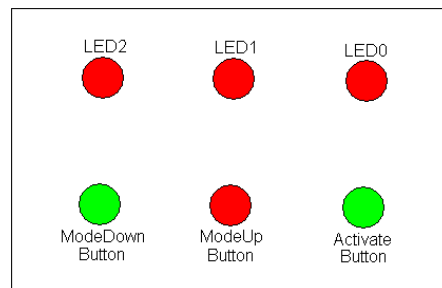 LED2 LED1 LED0
ModeDown ModeUp Activate
Button Button Button